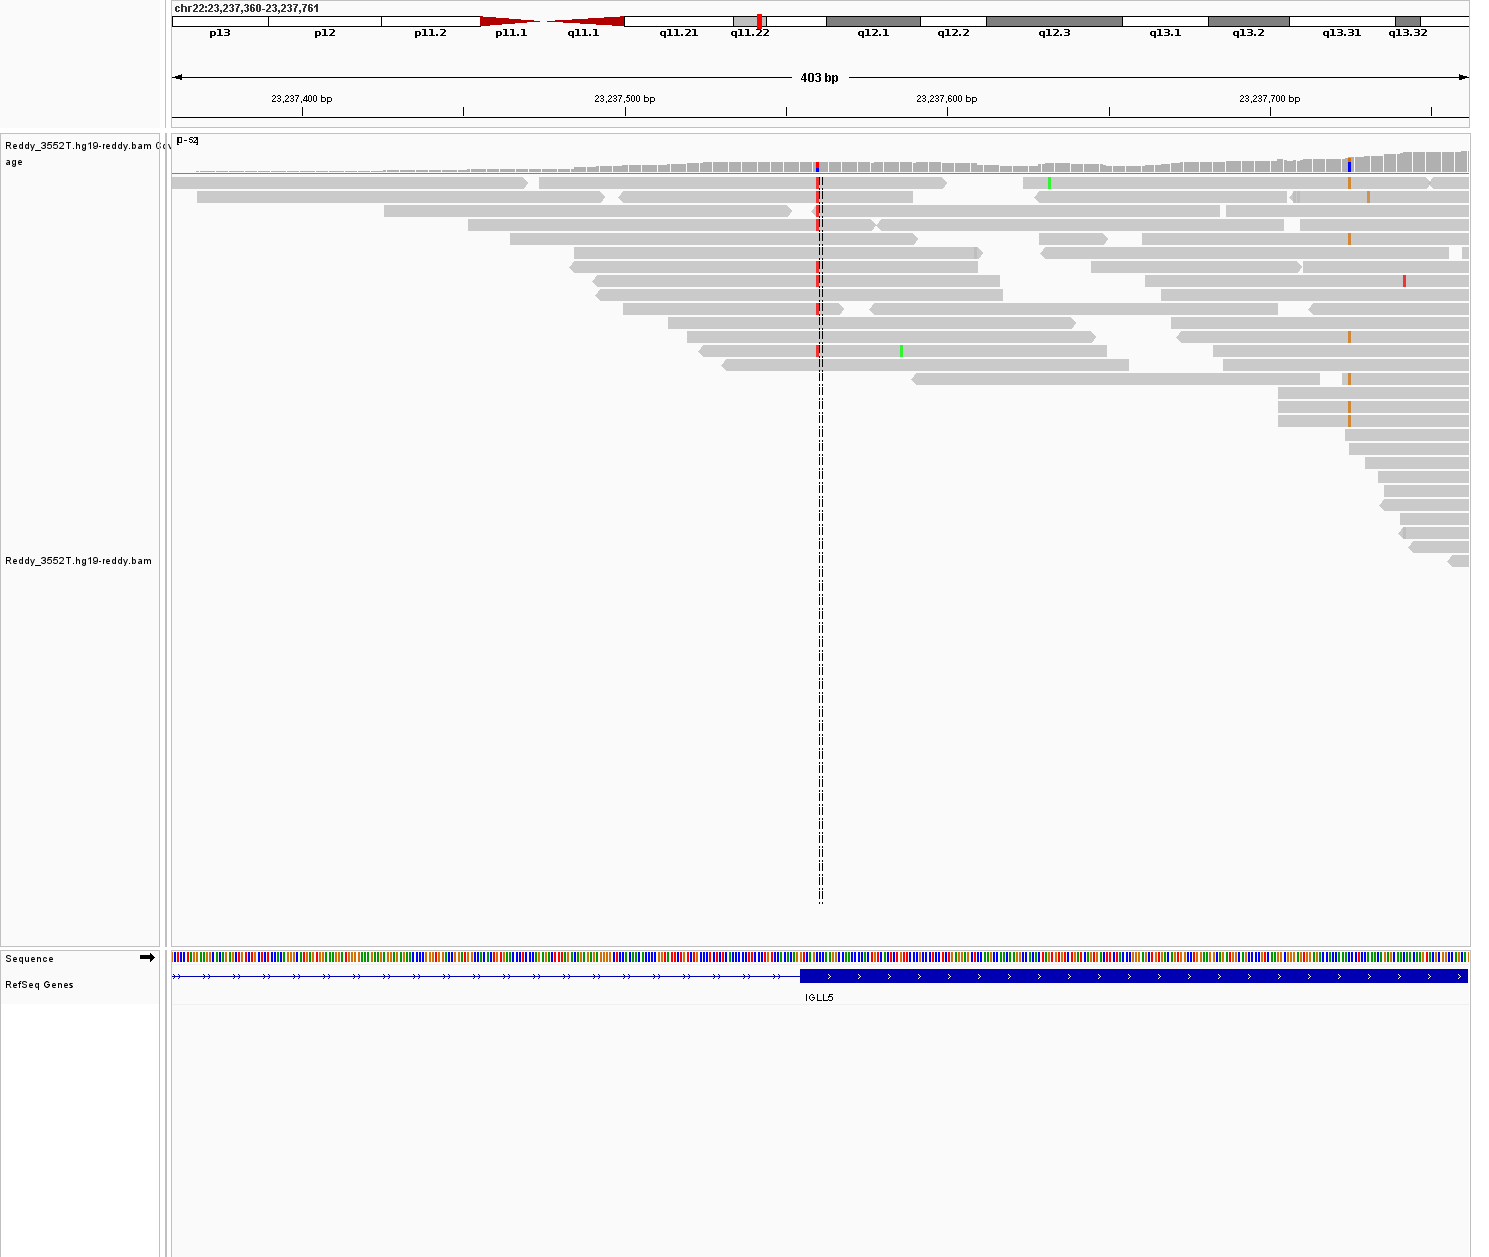 chr22:23,237,360-23,237,761
p13 p12 p11.2 p11.1 q11.1 q11.21 q11.22 q12.1 q12.2 q12.3 q13.1 q13.2 q13.31 q13.32
403 bp
23,237,400 bp 23,237,500 bp 23,237,600 bp 23,237,700 bp
[0-52]
Reddy_3552T.hg19-reddy.bam Cov
age
Reddy_3552T.hg19-reddy.bam
Sequence
RefSeq Genes
IGLL5